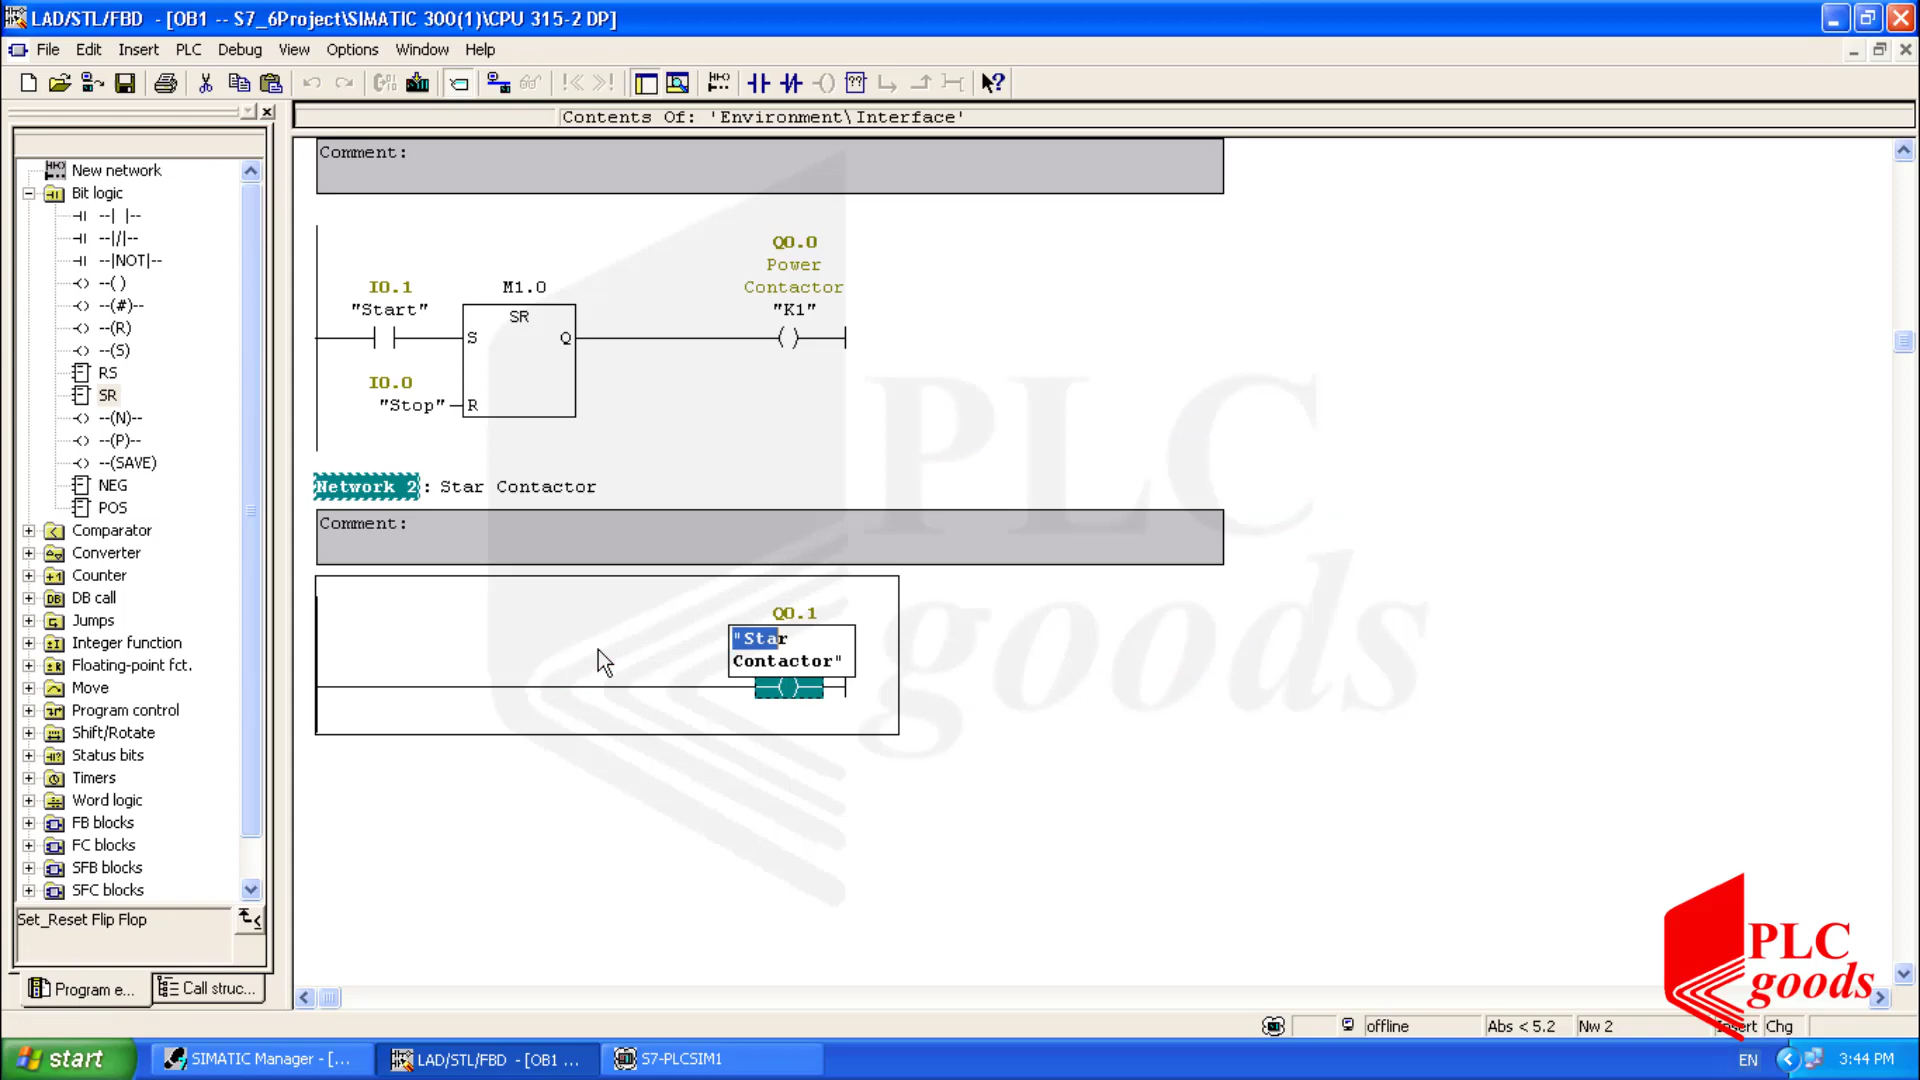 LAD/STL/FBD - [OB1 -- S7_6Project\SIMATIC 300(1)\CPU 315-2 DP]
File Edit Insert PLC Debug View Options Window Help
Contents Of: 'Environment\Interface'
New network
Bit logic
--| |--
--|/|--
--|NOT|--
--( )
--(#)--
--(R)
--(S)
RS
SR
--(N)--
--(P)--
--(SAVE)
NEG
POS
Comparator
Converter
Counter
DB call
Jumps
Integer function
Floating-point fct.
Move
Program control
Shift/Rotate
Status bits
Timers
Word logic
FB blocks
FC blocks
SFB blocks
SFC blocks
Set_Reset Flip Flop
Program e...
Call struc...
Comment:
Q0.0
Power
Contactor
"K1"
I0.1
"Start"
M1.0
SR
S
Q
I0.0
"Stop"
R
Network 2 : Star Contactor
Comment:
Q0.1
"Star
Contactor"
PLC
goods
PLC
goods
offline
Abs < 5.2
Nw 2
Insert
Chg
start
SIMATIC Manager - [...
LAD/STL/FBD - [OB1 ...
S7-PLCSIM1
EN
3:44 PM